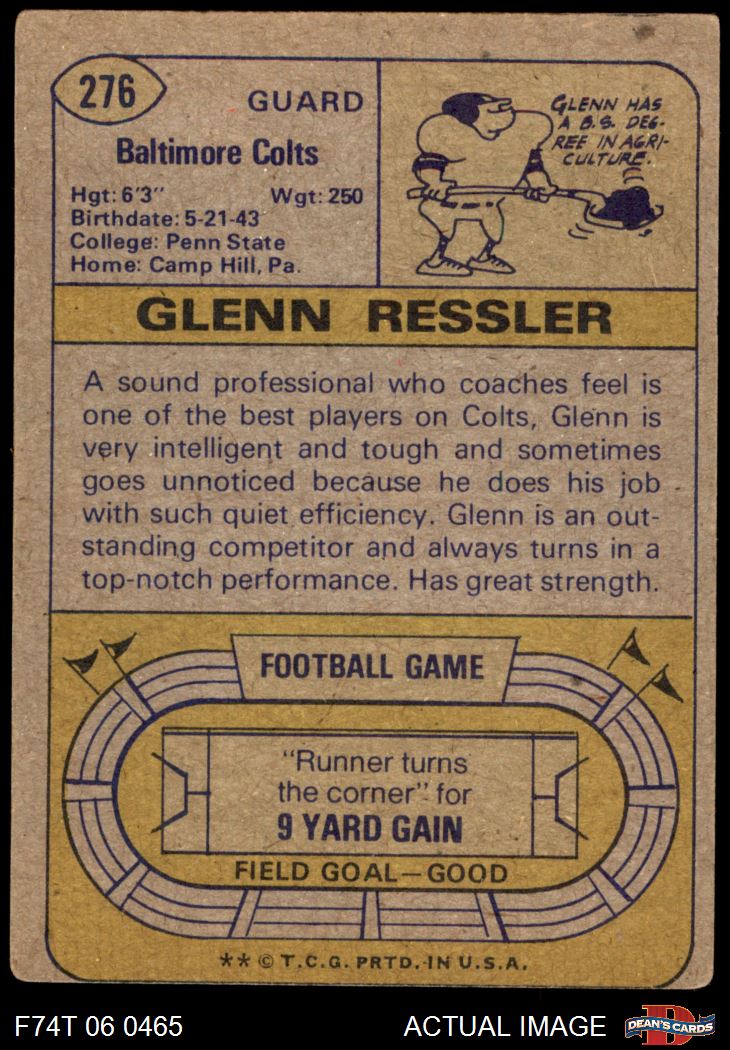 276
GUARD
Baltimore Colts
Hgt: 6'3" Wgt: 250
Birthdate: 5-21-43
College: Penn State
Home: Camp Hill, Pa.
GLENN HAS
A B.S. DEG-
REE IN AGRI-
CULTURE.
GLENN RESSLER
A sound professional who coaches feel is
one of the best players on Colts, Glenn is
very intelligent and tough and sometimes
goes unnoticed because he does his job
with such quiet efficiency. Glenn is an out-
standing competitor and always turns in a
top-notch performance. Has great strength.
FOOTBALL GAME
"Runner turns
the corner" for
9 YARD GAIN
FIELD GOAL—GOOD
** © T.C.G. PRTD. IN U.S.A.
F74T 06 0465
ACTUAL IMAGE
D
DEAN'S CARDS